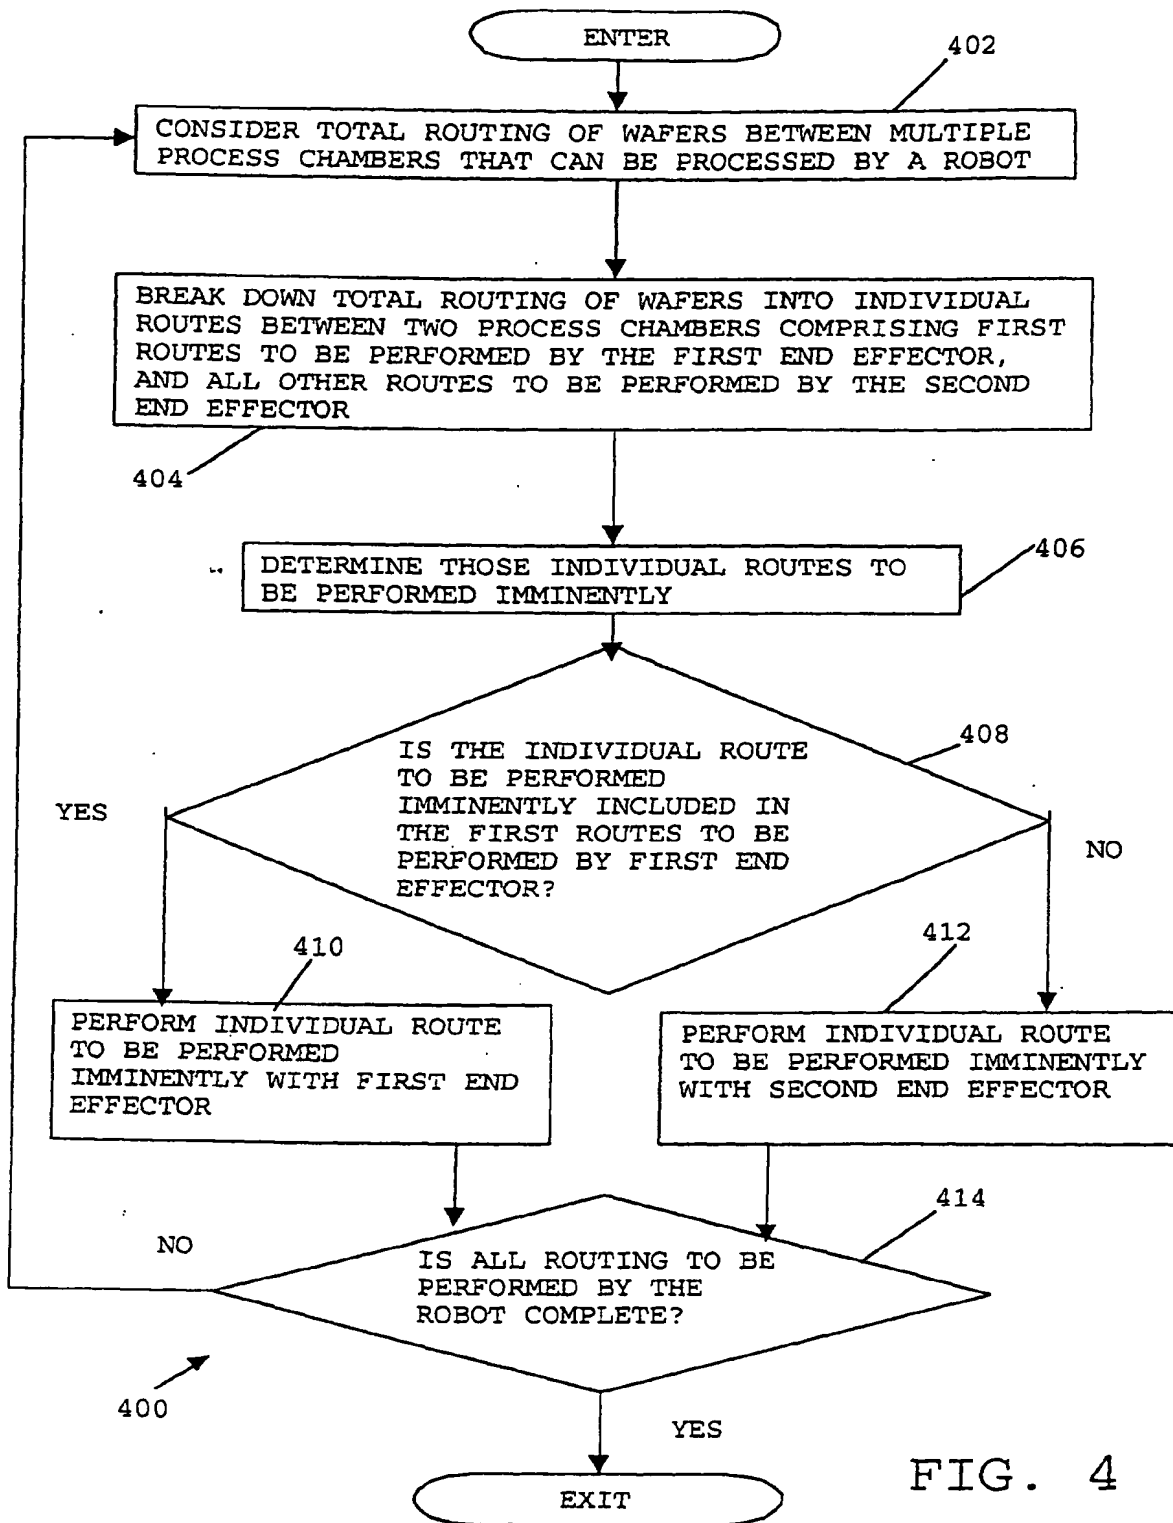 ENTER
402
CONSIDER TOTAL ROUTING OF WAFERS BETWEEN MULTIPLE
PROCESS CHAMBERS THAT CAN BE PROCESSED BY A ROBOT
BREAK DOWN TOTAL ROUTING OF WAFERS INTO INDIVIDUAL
ROUTES BETWEEN TWO PROCESS CHAMBERS COMPRISING FIRST
ROUTES TO BE PERFORMED BY THE FIRST END EFFECTOR,
AND ALL OTHER ROUTES TO BE PERFORMED BY THE SECOND
END EFFECTOR
404
406
DETERMINE THOSE INDIVIDUAL ROUTES TO
BE PERFORMED IMMINENTLY
408
IS THE INDIVIDUAL ROUTE
TO BE PERFORMED
IMMINENTLY INCLUDED IN
THE FIRST ROUTES TO BE
PERFORMED BY FIRST END
EFFECTOR?
YES
NO
410
412
PERFORM INDIVIDUAL ROUTE
TO BE PERFORMED
IMMINENTLY WITH FIRST END
EFFECTOR
PERFORM INDIVIDUAL ROUTE
TO BE PERFORMED IMMINENTLY
WITH SECOND END EFFECTOR
414
NO
IS ALL ROUTING TO BE
PERFORMED BY THE
ROBOT COMPLETE?
400
YES
EXIT
FIG. 4